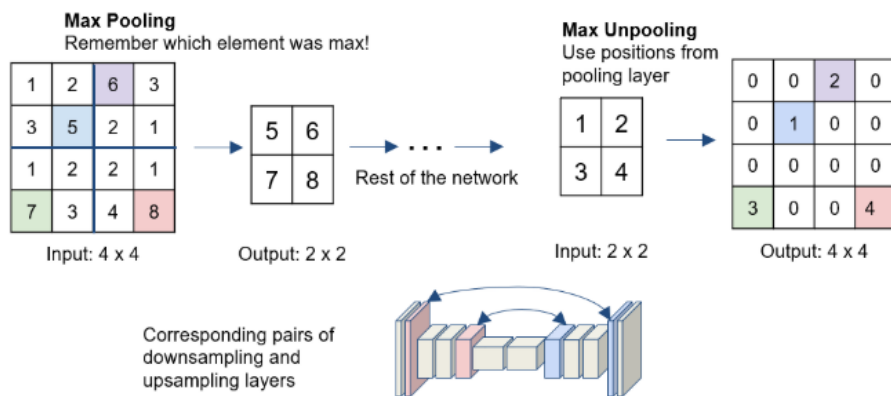 Max Pooling
Remember which element was max!
1 2 6 3
3 5 2 1
1 2 2 1
7 3 4 8
Input: 4 x 4
5 6
7 8
Output: 2 x 2
. . .
Rest of the network
Max Unpooling
Use positions from
pooling layer
1 2
3 4
Input: 2 x 2
0 0 2 0
0 1 0 0
0 0 0 0
3 0 0 4
Output: 4 x 4
Corresponding pairs of
downsampling and
upsampling layers